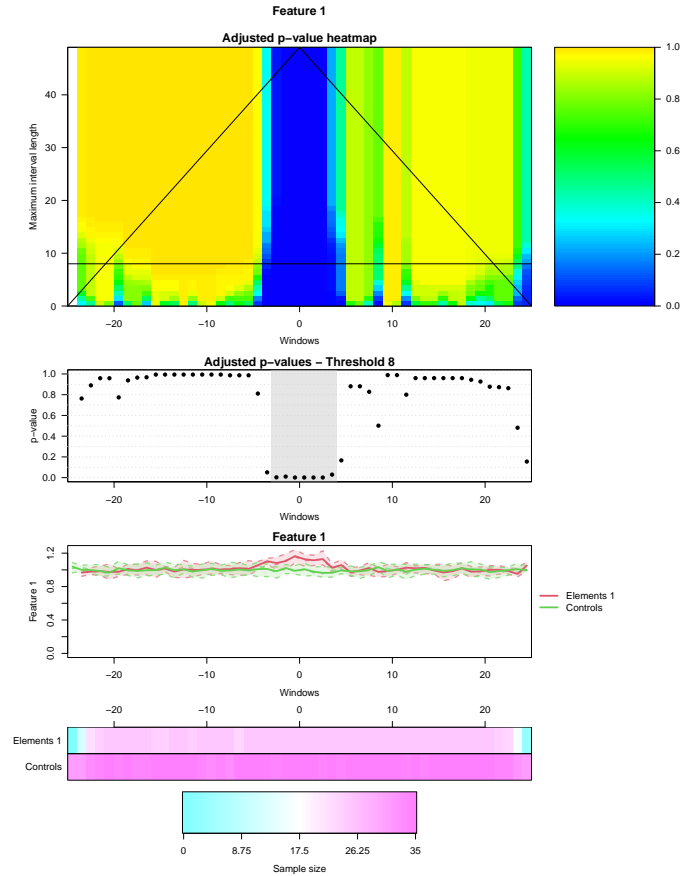 Feature 1
Adjusted p−value heatmap
Maximum interval length
40
30
20
10
0
−20 −10 0 10 20
Windows
1.0
0.8
0.6
0.4
0.2
0.0
Adjusted p−values − Threshold 8
p−value
1.0
0.8
0.6
0.4
0.2
0.0
−20 −10 0 10 20
Windows
Feature 1
Feature 1
1.2
0.8
0.4
0.0
−20 −10 0 10 20
Windows
Elements 1
Controls
−20 −10 0 10 20
Elements 1
Controls
0 8.75 17.5 26.25 35
Sample size